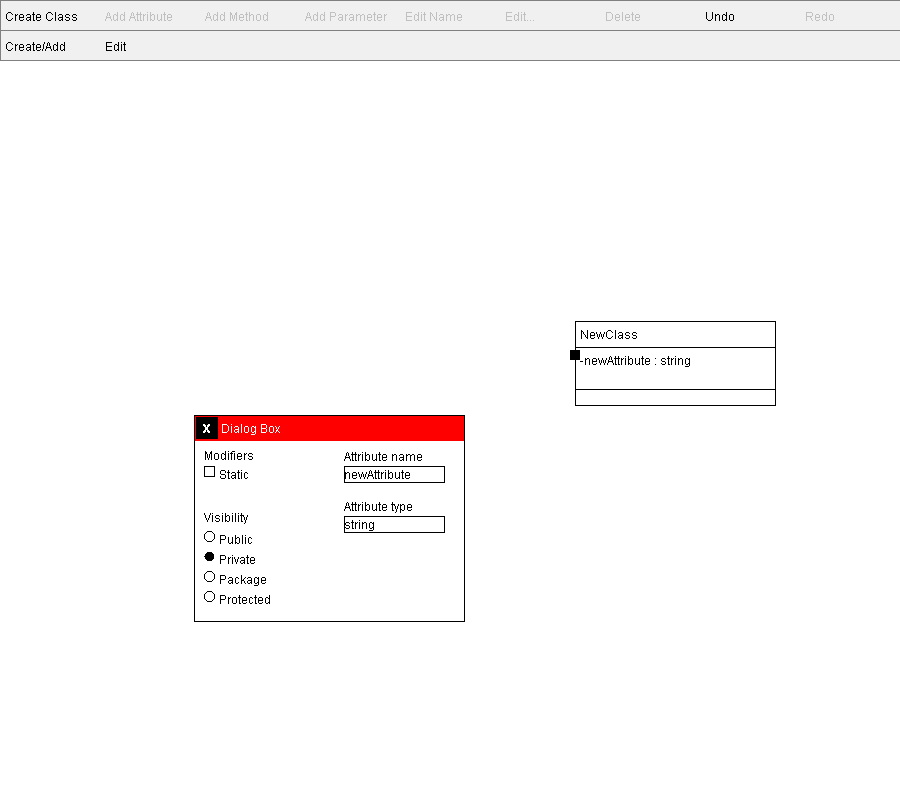 Create Class Add Attribute Add Method Add Parameter Edit Name Edit... Delete Undo Redo
Create/Add Edit
NewClass
-newAttribute : string
X Dialog Box
Modifiers
Static
Visibility
Public
Private
Package
Protected
Attribute name
newAttribute
Attribute type
string